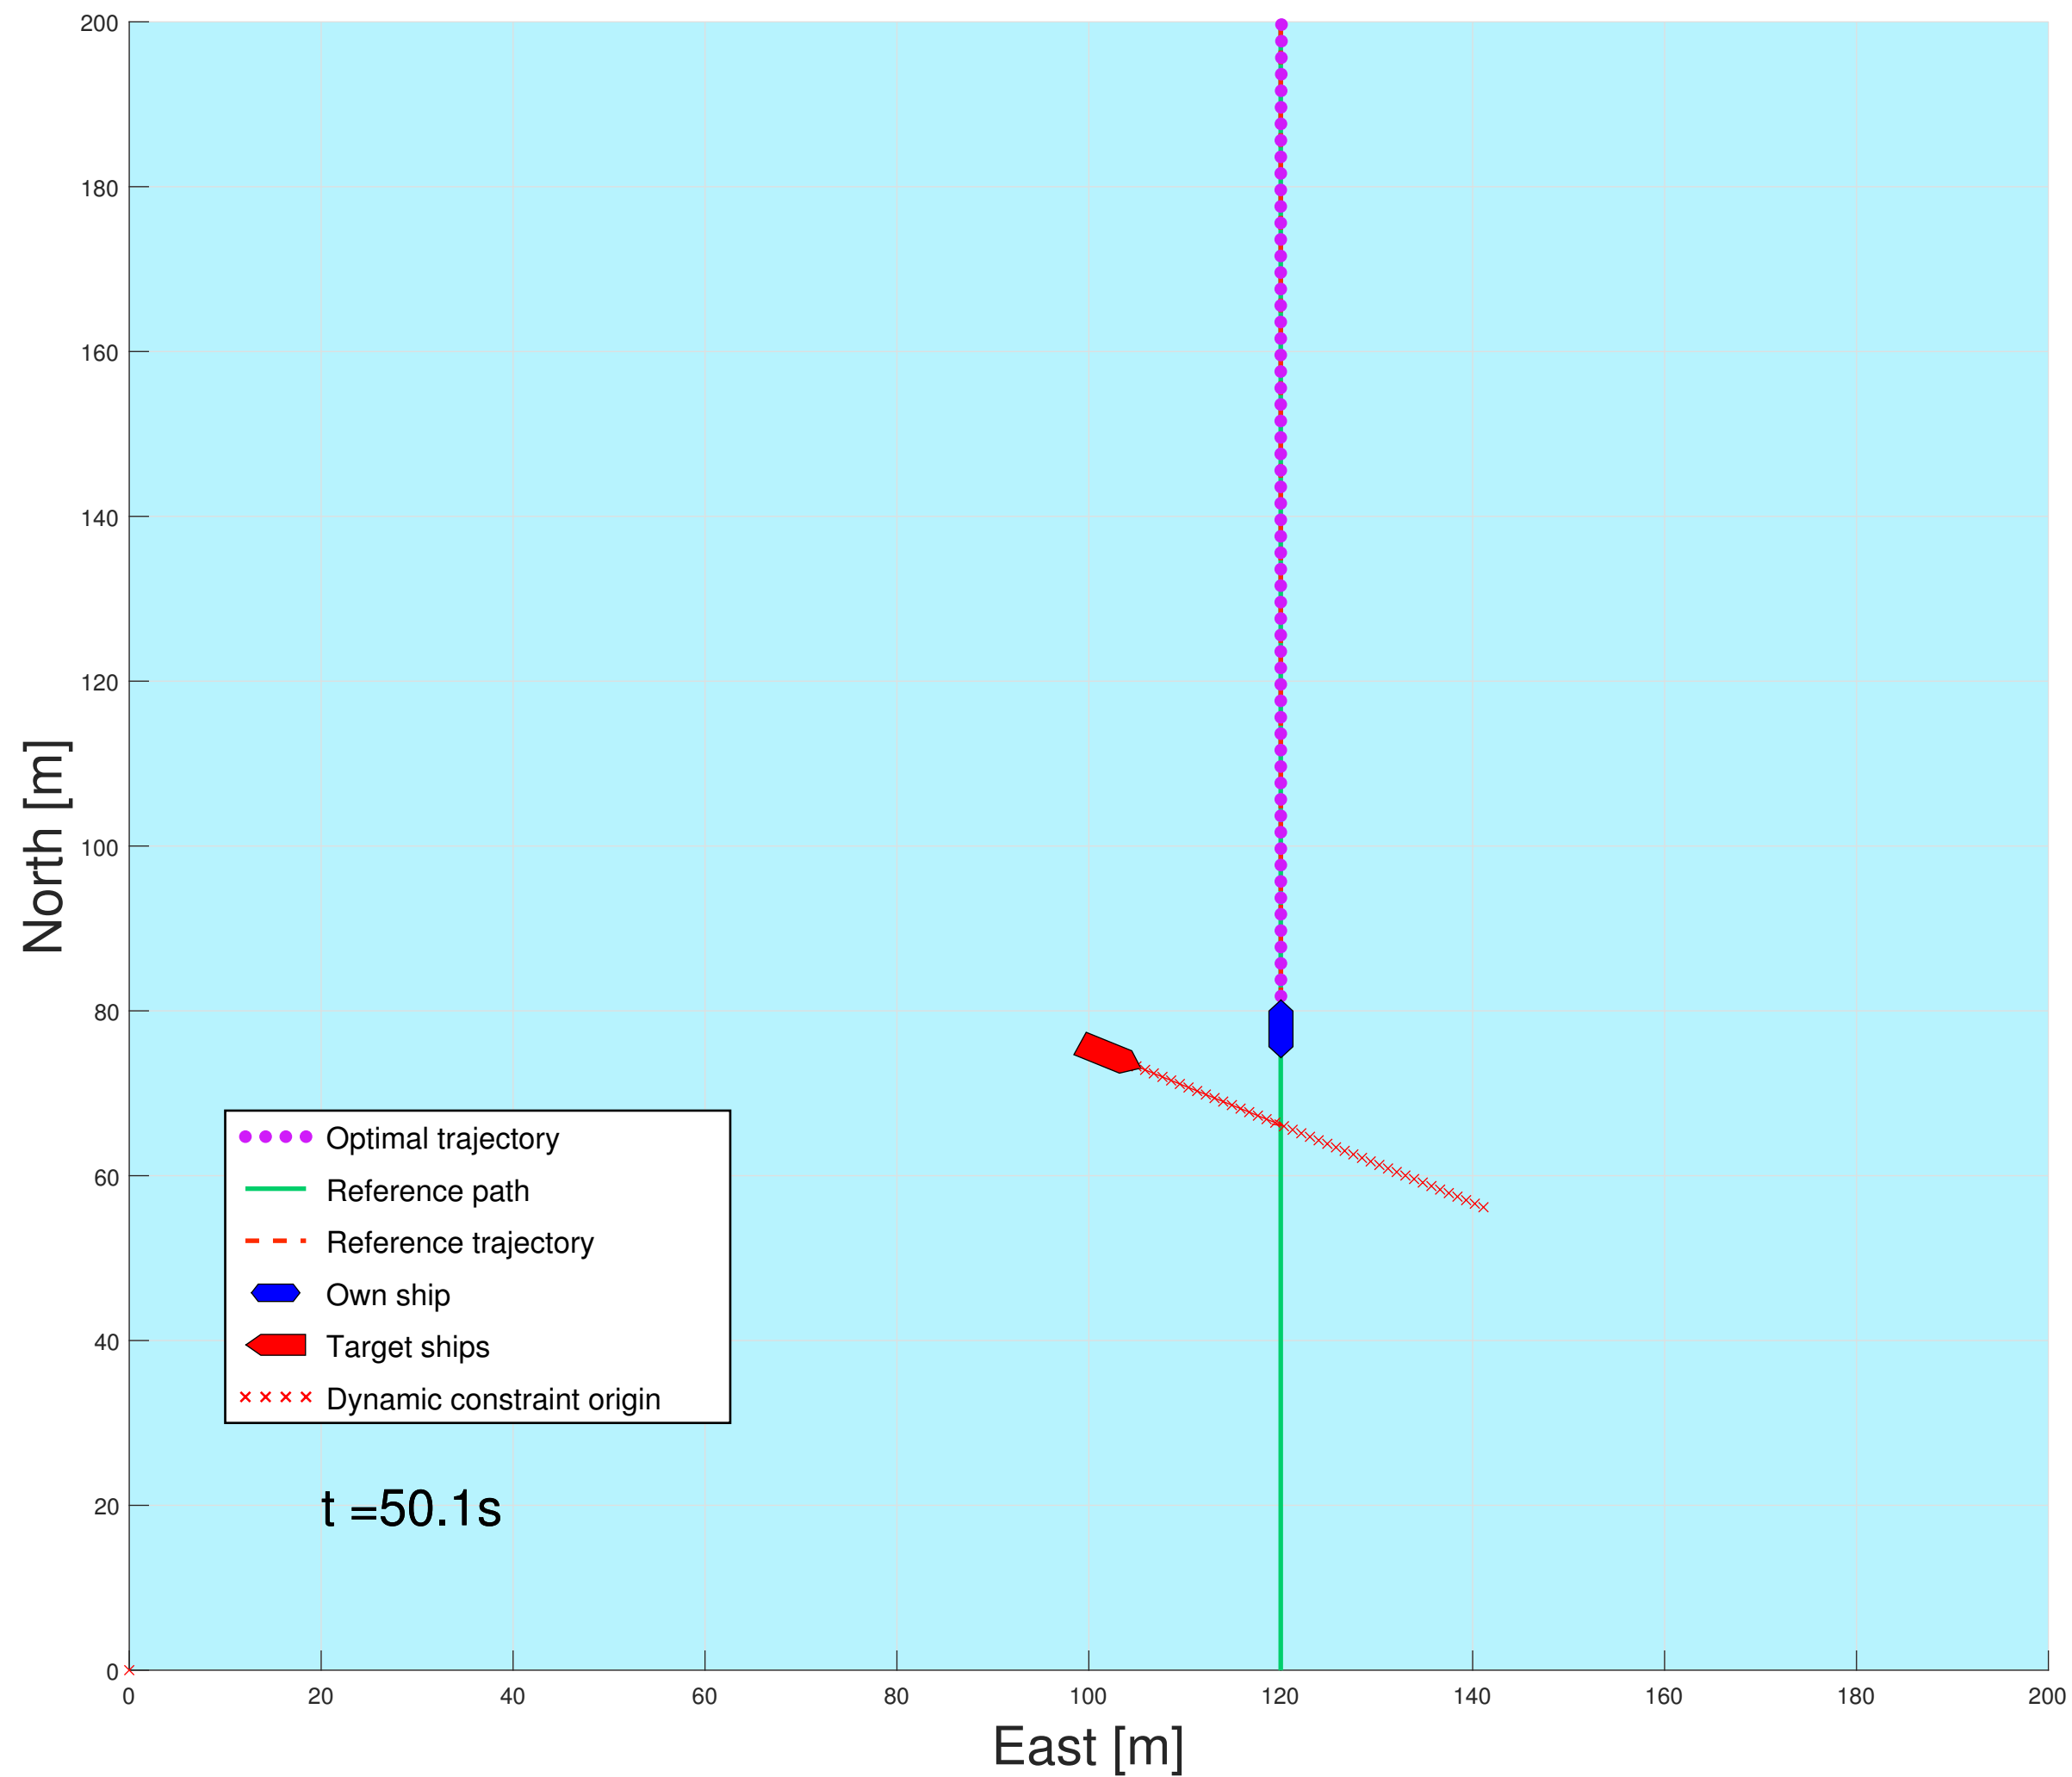 200
180
160
140
120
100
80
60
40
20
0
North [m]
Optimal trajectory
Reference path
Reference trajectory
Own ship
Target ships
Dynamic constraint origin
t =50.1s
0 20 40 60 80 100 120 140 160 180 200
East [m]